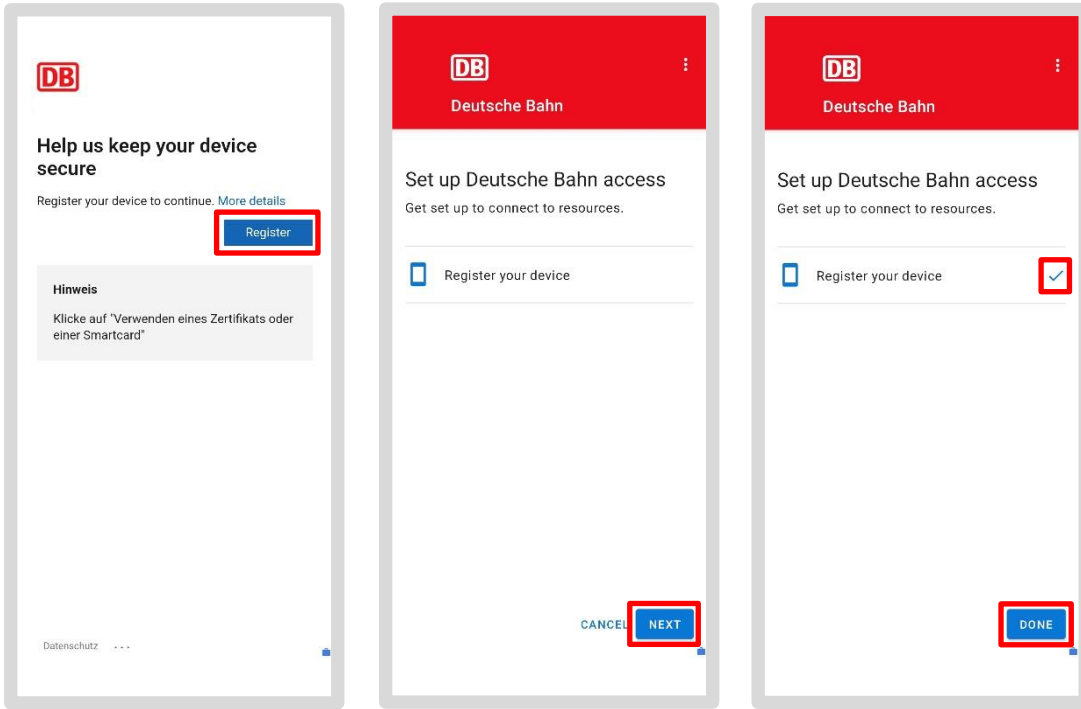 DB
Help us keep your device
secure
Register your device to continue. More details
Register
Hinweis
Klicke auf "Verwenden eines Zertifikats oder
einer Smartcard"
Datenschutz ...
DB
Deutsche Bahn
Set up Deutsche Bahn access
Get set up to connect to resources.
Register your device
CANCEL NEXT
DB
Deutsche Bahn
Set up Deutsche Bahn access
Get set up to connect to resources.
Register your device
DONE